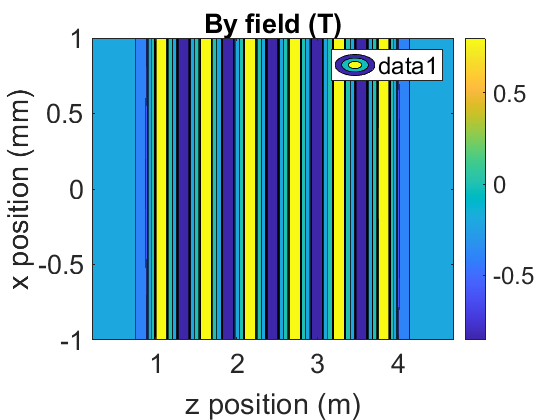 By field (T)
data1
x position (mm)
1
0.5
0
-0.5
-1
1 2 3 4
z position (m)
0.5
0
-0.5